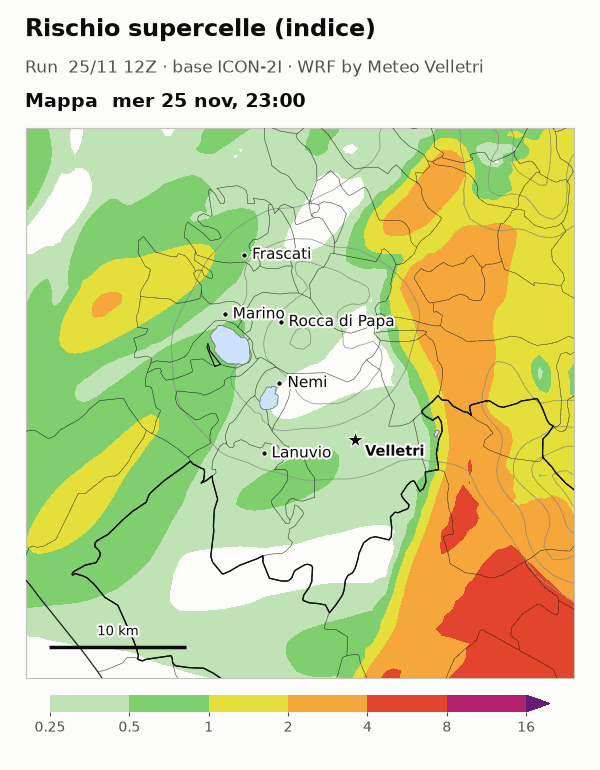 Rischio supercelle (indice)
Run  25/11 12Z · base ICON-2I · WRF by Meteo Velletri
Mappa  mer 25 nov, 23:00
Frascati
Marino
Rocca di Papa
Nemi
Velletri
Lanuvio
10 km
0.25 0.5 1 2 4 8 16